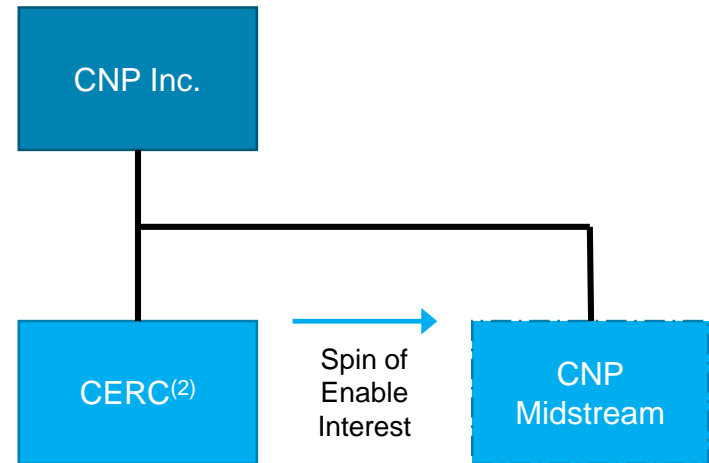 CNP Inc.
CERC(2)
Spin of
Enable
Interest
CNP
Midstream